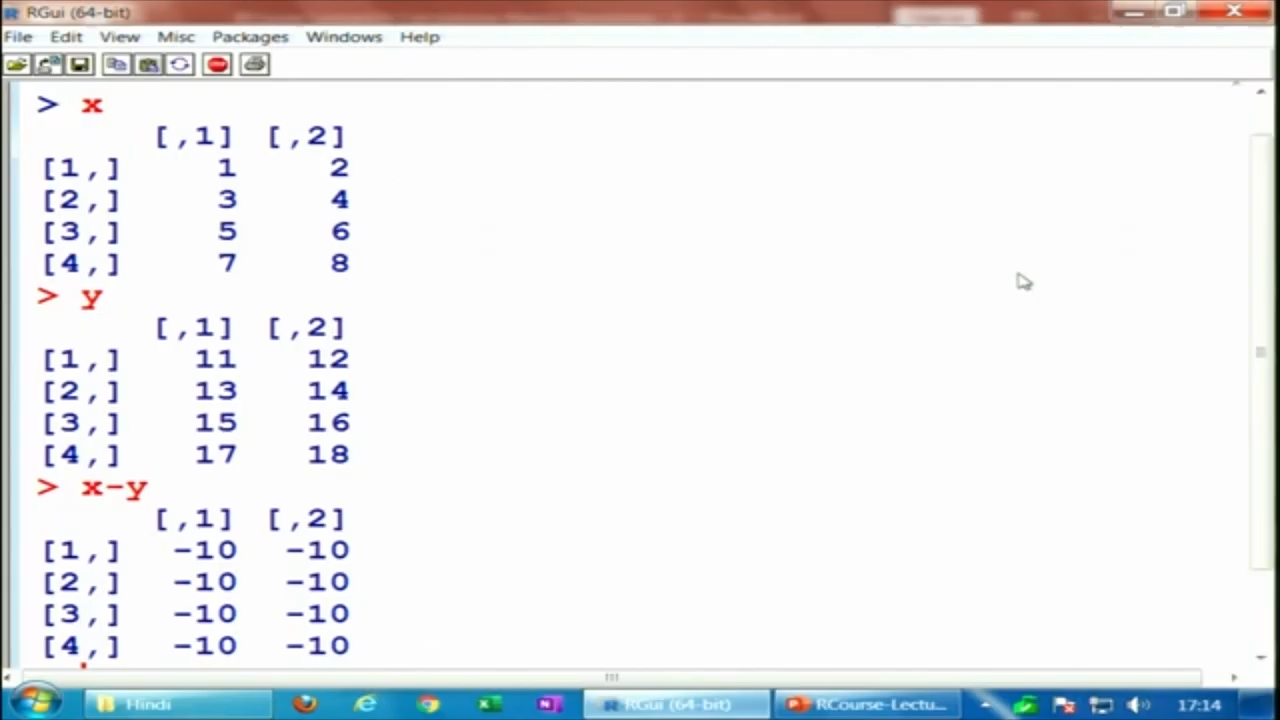 RGui (64-bit)
File Edit View Misc Packages Windows Help
> x
[,1] [,2]
[1,] 1 2
[2,] 3 4
[3,] 5 6
[4,] 7 8
> y
[,1] [,2]
[1,] 11 12
[2,] 13 14
[3,] 15 16
[4,] 17 18
> x-y
[,1] [,2]
[1,] -10 -10
[2,] -10 -10
[3,] -10 -10
[4,] -10 -10
Hindi RGui (64-bit) RCourse-Lectu... 17:14